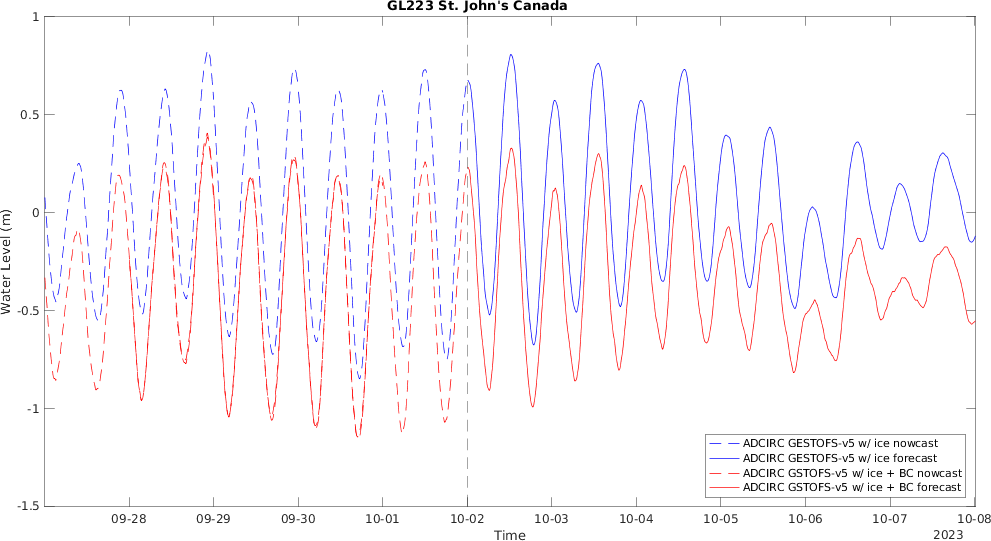 GL223 St. John's Canada
1
0.5
0
-0.5
-1
-1.5
Water Level (m)
ADCIRC GESTOFS-v5 w/ ice nowcast
ADCIRC GESTOFS-v5 w/ ice forecast
ADCIRC GSTOFS-v5 w/ ice + BC nowcast
ADCIRC GSTOFS-v5 w/ ice + BC forecast
09-28 09-29 09-30 10-01 10-02 10-03 10-04 10-05 10-06 10-07 10-08
Time
2023